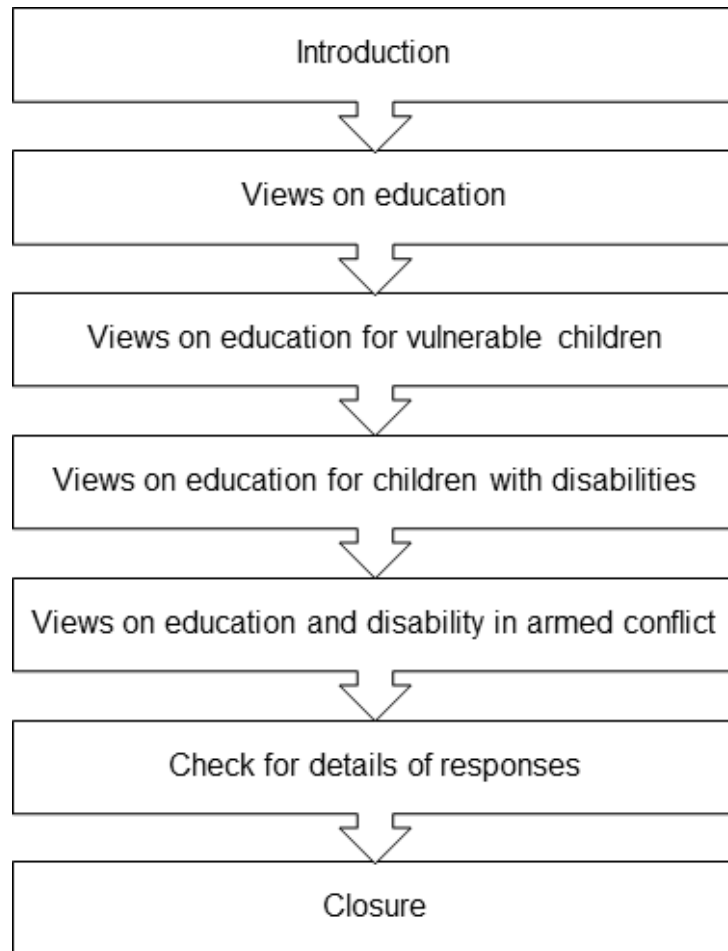 Introduction
Views on education
Views on education for vulnerable children
Views on education for children with disabilities
Views on education and disability in armed conflict
Check for details of responses
Closure